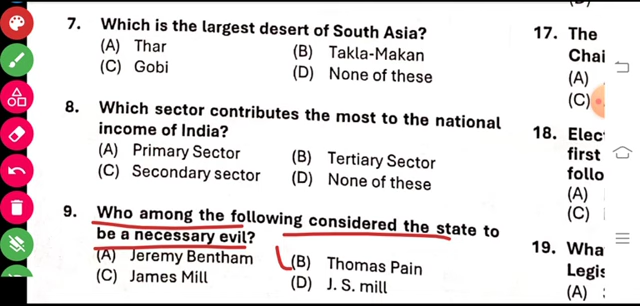 7. Which is the largest desert of South Asia?
(A) Thar
(B) Takla-Makan
(C) Gobi
(D) None of these
8. Which sector contributes the most to the national
income of India?
(A) Primary Sector
(B) Tertiary Sector
(C) Secondary sector
(D) None of these
9. Who among the following considered the state to
be a necessary evil?
(A) Jeremy Bentham
(B) Thomas Pain
(C) James Mill
(D) J. S. mill
17. The
Chai
(A)
(C)
18. Elec
first
follo
(A)
(C)
19. Wha
Legis
(A)